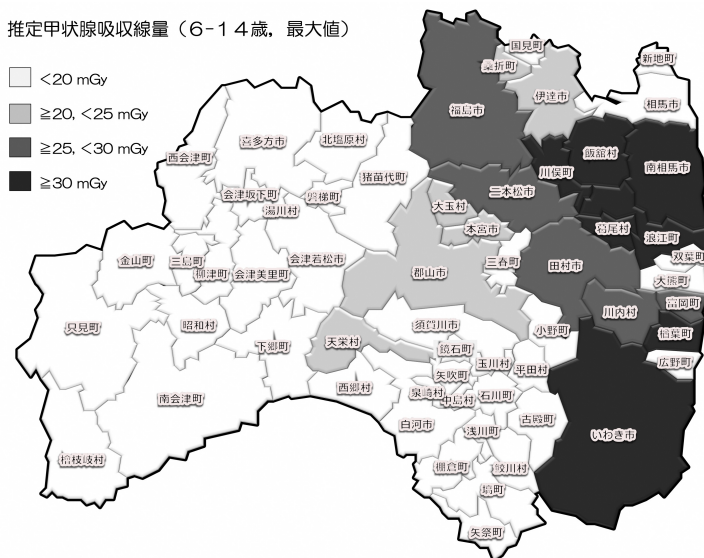 推定甲状腺吸収線量（6-14歳，最大値）
<20 mGy
≧20, <25 mGy
≧25, <30 mGy
≧30 mGy
国見町
桑折町
新地町
伊達市
相馬市
福島市
喜多方市
北塩原村
西会津町
猪苗代町
川俣町
飯舘村
南相馬市
会津坂下町
磐梯町
湯川村
大玉村
二本松市
本宮市
葛尾村
浪江町
双葉町
金山町
三島町
柳津町
会津美里町
会津若松市
郡山市
三春町
田村市
大熊町
富岡町
川内村
只見町
昭和村
下郷町
天栄村
須賀川市
小野町
楢葉町
鏡石町
玉川村
平田村
広野町
矢吹町
西郷村
泉崎村
中島村
石川町
南会津町
白河市
浅川町
古殿町
いわき市
檜枝岐村
棚倉町
鮫川村
塙町
矢祭町